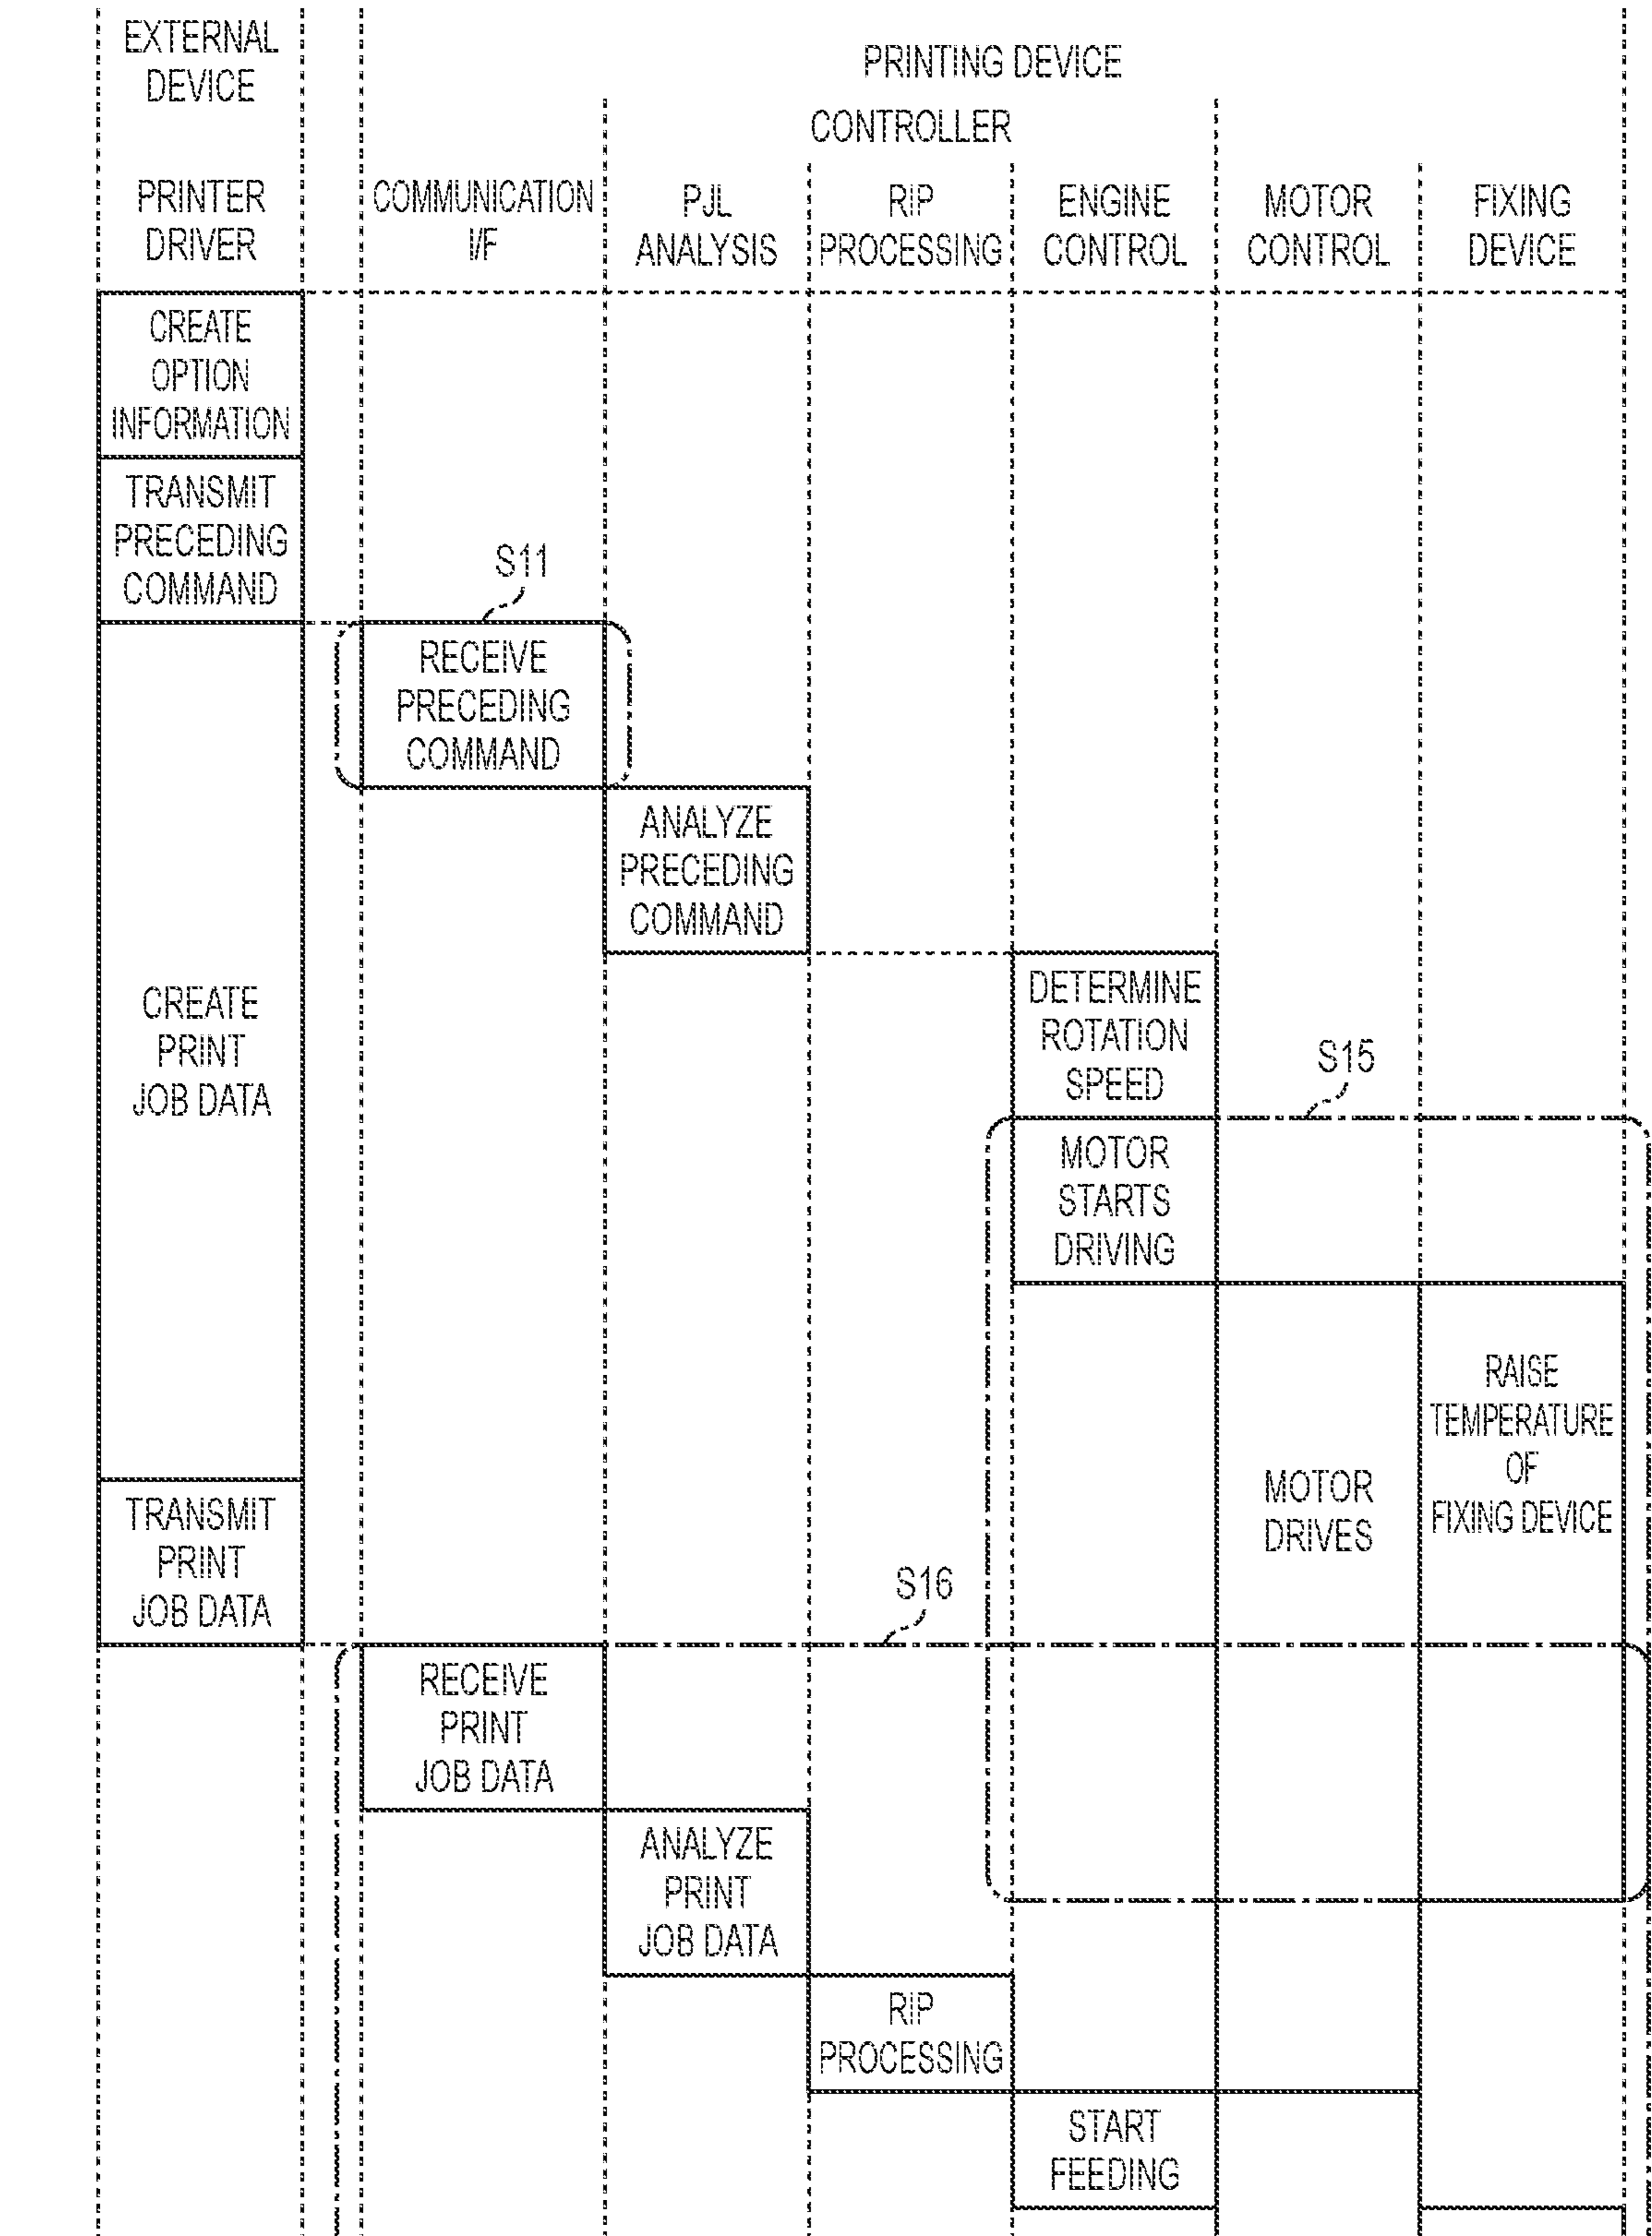 EXTERNAL
DEVICE
PRINTING DEVICE
CONTROLLER
PRINTER
DRIVER
COMMUNICATION
I/F
PJL
ANALYSIS
RIP
PROCESSING
ENGINE
CONTROL
MOTOR
CONTROL
FIXING
DEVICE
CREATE
OPTION
INFORMATION
TRANSMIT
PRECEDING
COMMAND
S11
RECEIVE
PRECEDING
COMMAND
ANALYZE
PRECEDING
COMMAND
CREATE
PRINT
JOB DATA
DETERMINE
ROTATION
SPEED
S15
MOTOR
STARTS
DRIVING
MOTOR
DRIVES
RAISE
TEMPERATURE
OF
FIXING DEVICE
TRANSMIT
PRINT
JOB DATA
S16
RECEIVE
PRINT
JOB DATA
ANALYZE
PRINT
JOB DATA
RIP
PROCESSING
START
FEEDING